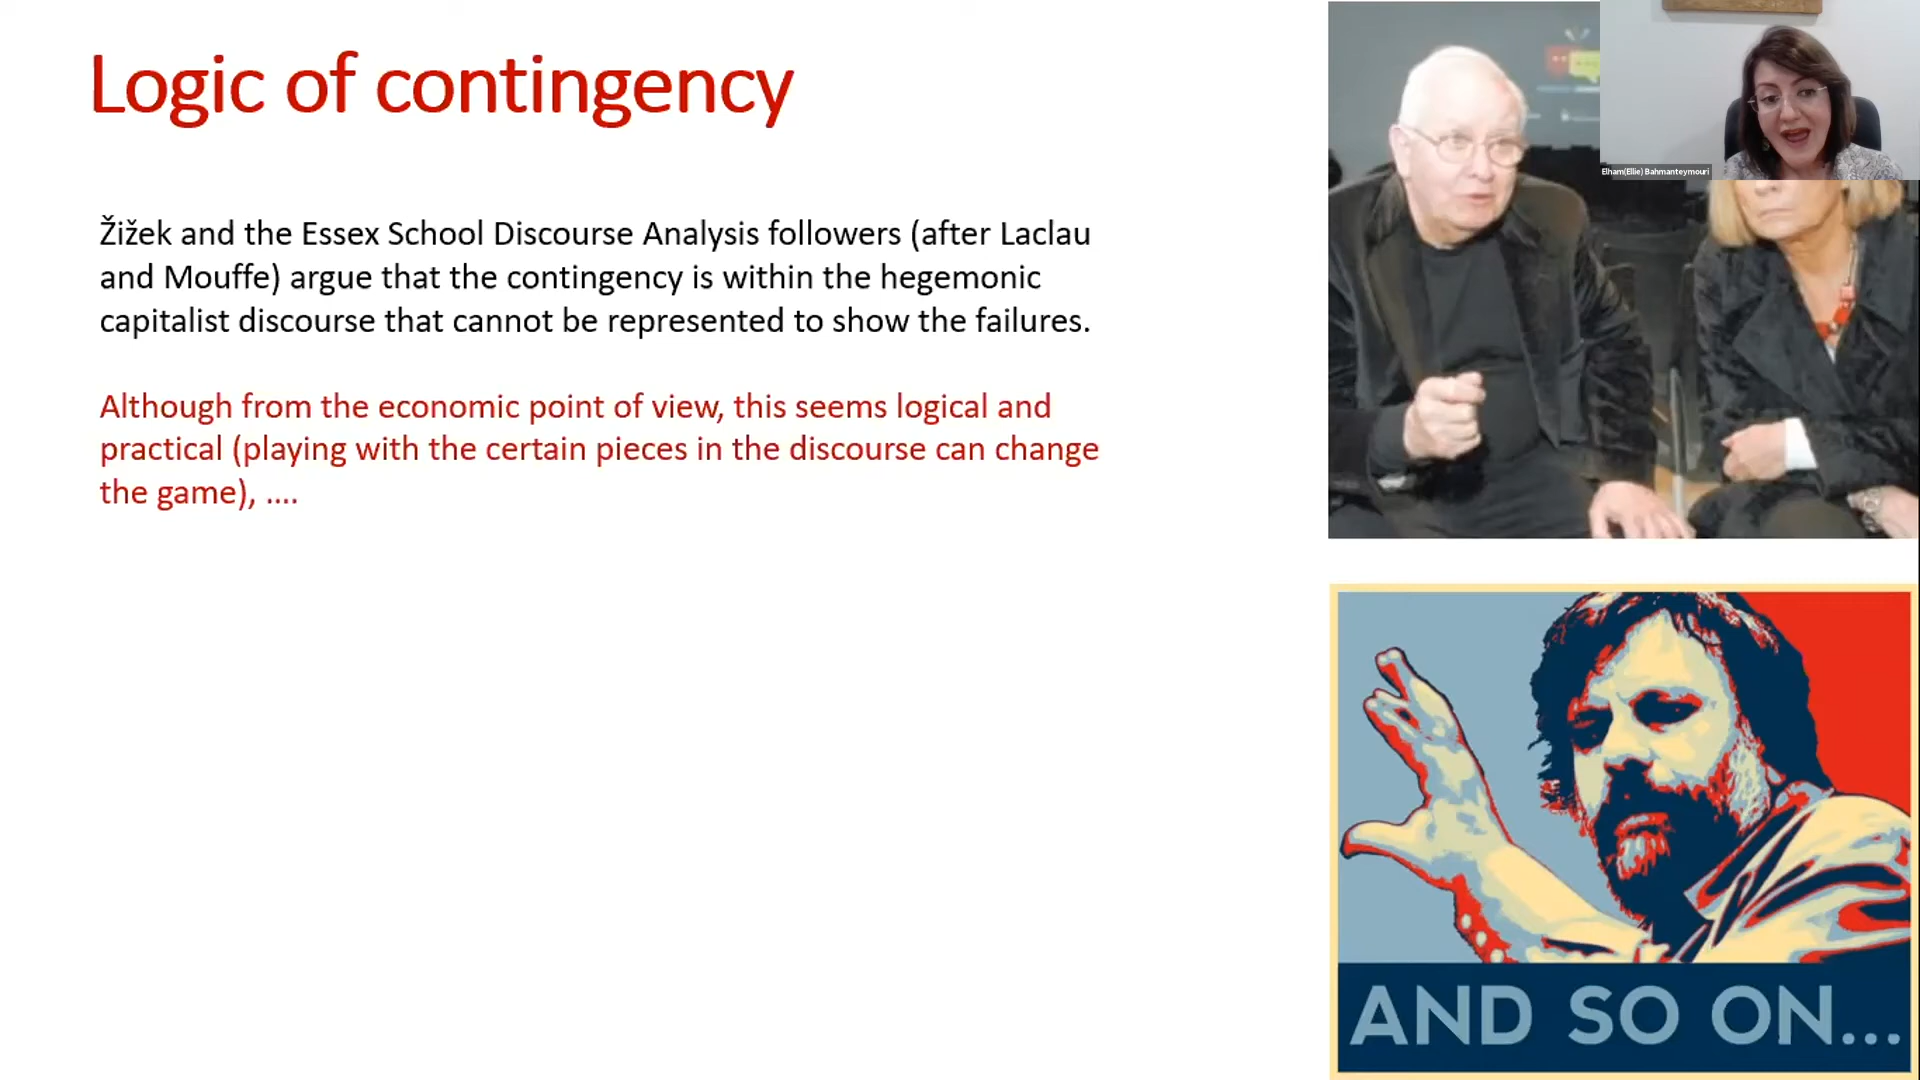 Logic of contingency
Elham(Ellie) Bahmanteymouri
Žižek and the Essex School Discourse Analysis followers (after Laclau
and Mouffe) argue that the contingency is within the hegemonic
capitalist discourse that cannot be represented to show the failures.
Although from the economic point of view, this seems logical and
practical (playing with the certain pieces in the discourse can change
the game), ....
AND SO ON...